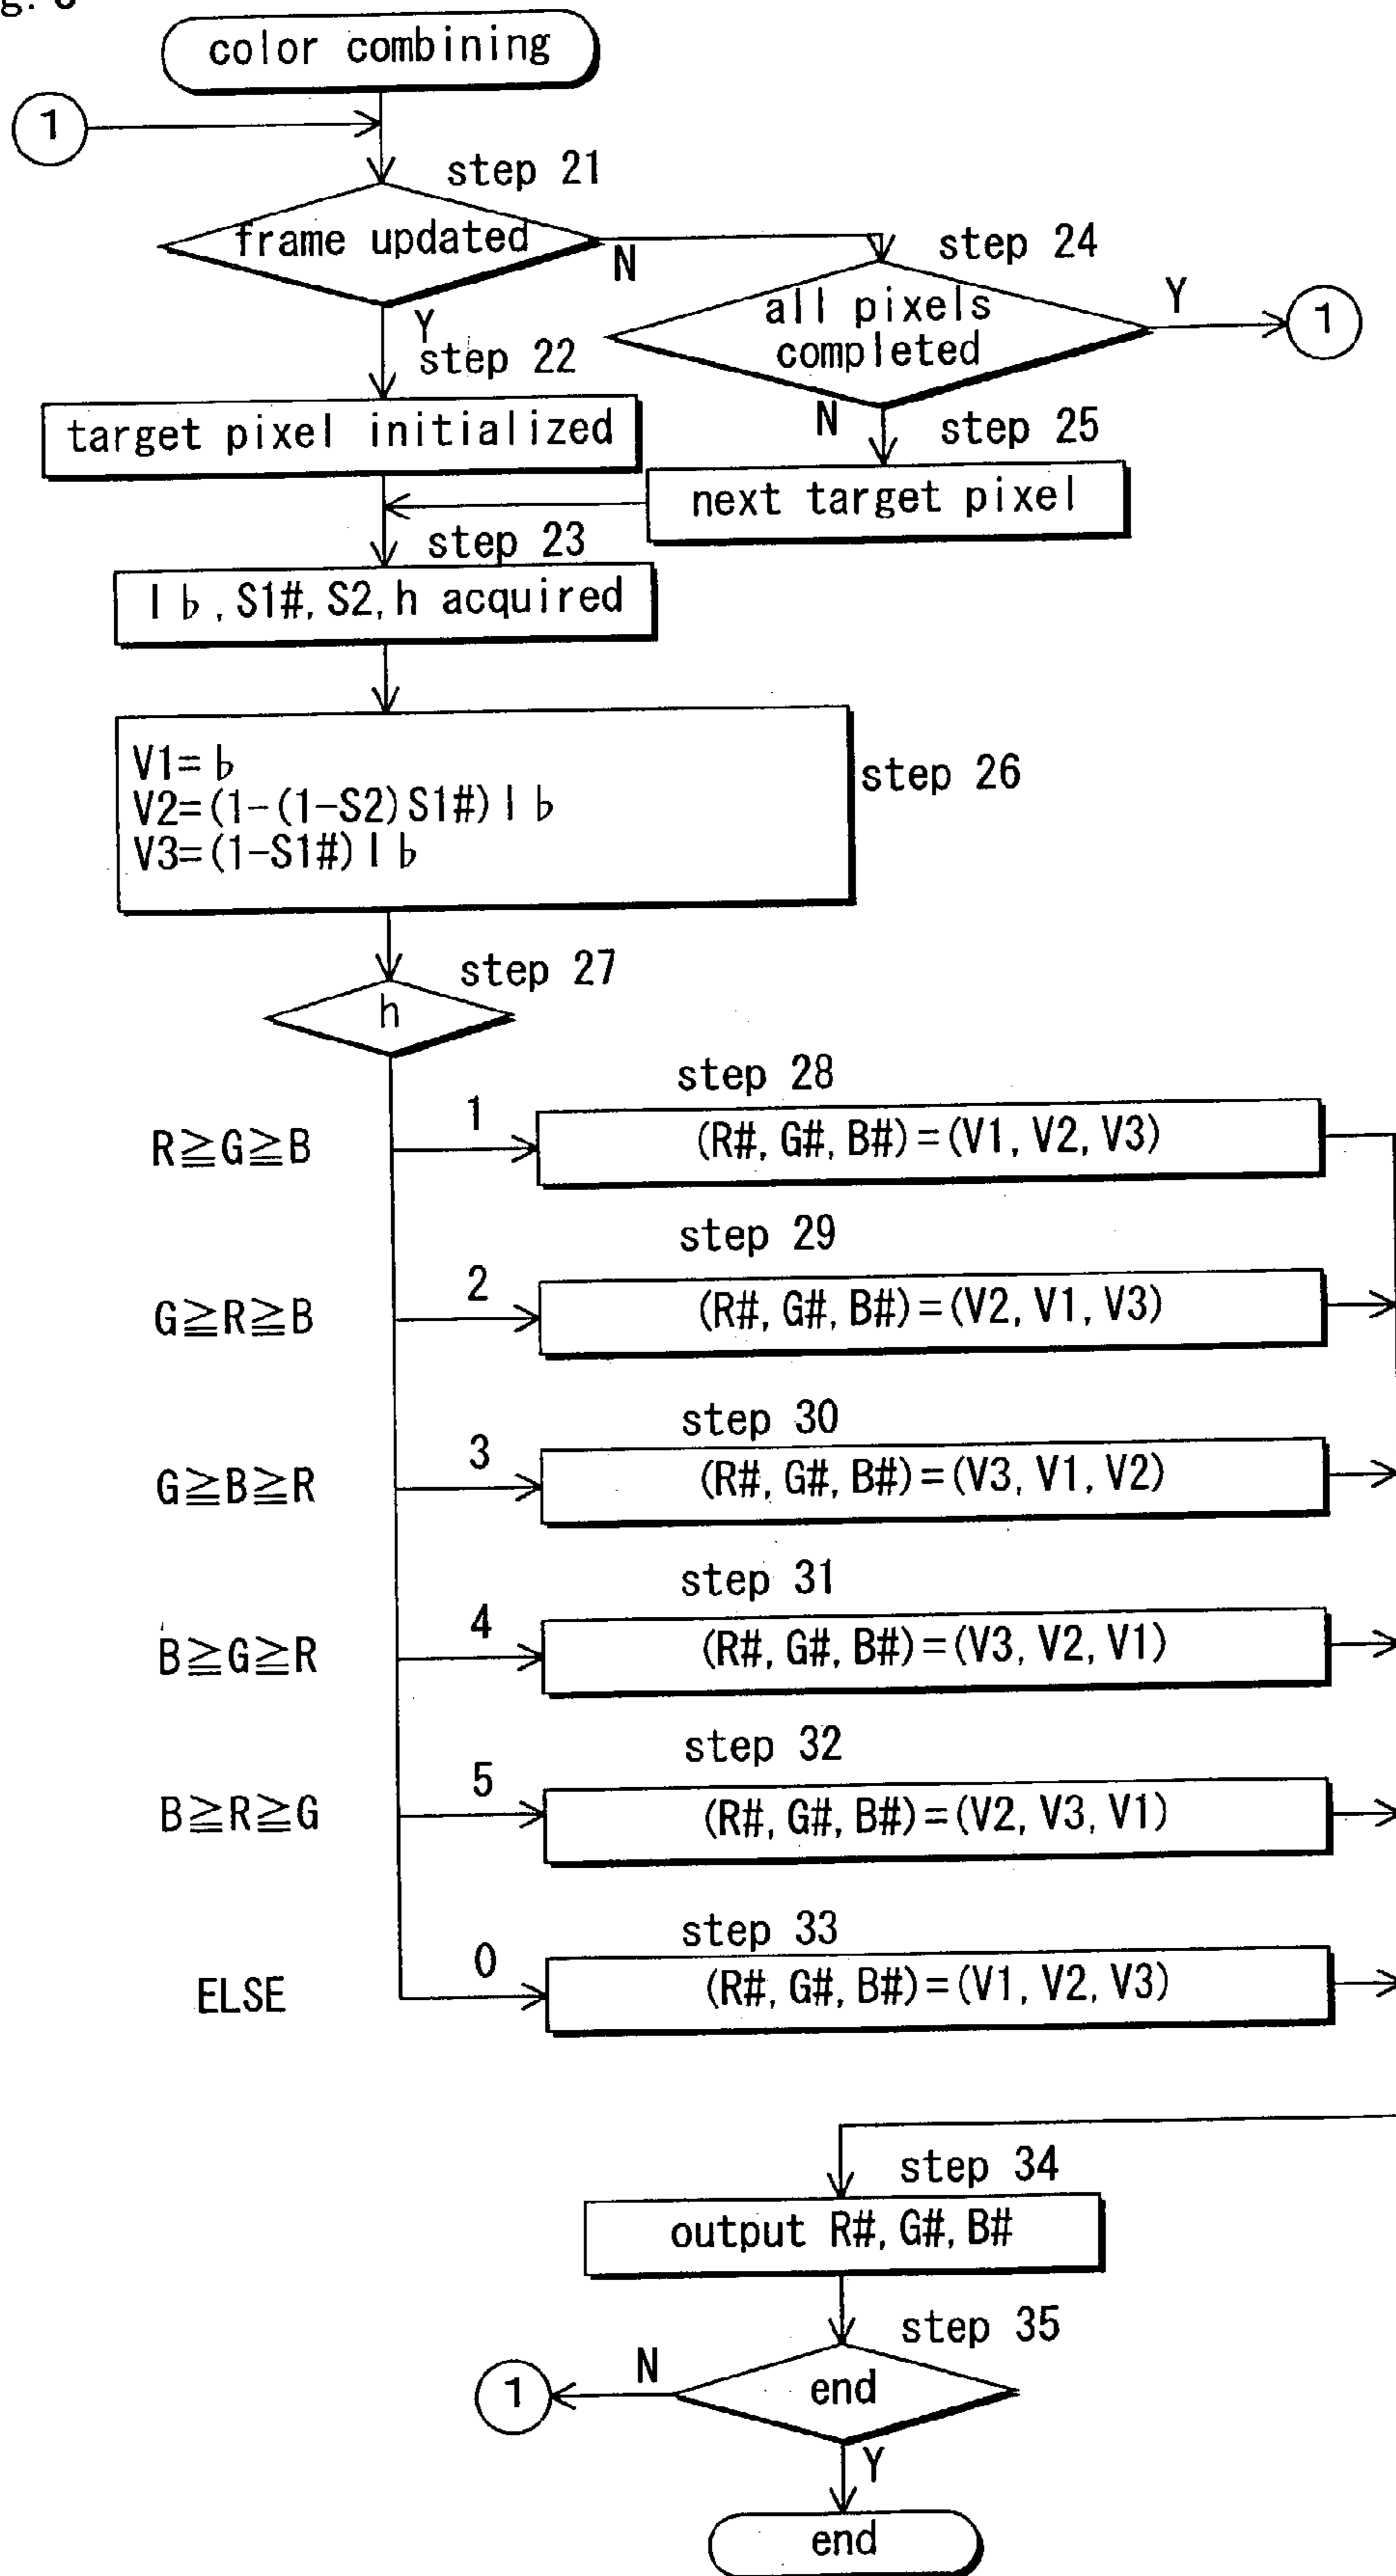 g. 8
color combining
1
step 21
frame updated
N
step 24
all pixels
completed
Y
1
Y
step 22
target pixel initialized
N
step 25
next target pixel
step 23
I♭, S1#, S2, h acquired
V1=♭
V2=(1-(1-S2)S1#)I♭
V3=(1-S1#)I♭
step 26
step 27
h
step 28
R≧G≧B
1
(R#, G#, B#)=(V1, V2, V3)
step 29
G≧R≧B
2
(R#, G#, B#)=(V2, V1, V3)
step 30
G≧B≧R
3
(R#, G#, B#)=(V3, V1, V2)
step 31
B≧G≧R
4
(R#, G#, B#)=(V3, V2, V1)
step 32
B≧R≧G
5
(R#, G#, B#)=(V2, V3, V1)
step 33
ELSE
0
(R#, G#, B#)=(V1, V2, V3)
step 34
output R#, G#, B#
step 35
1
N
end
Y
end